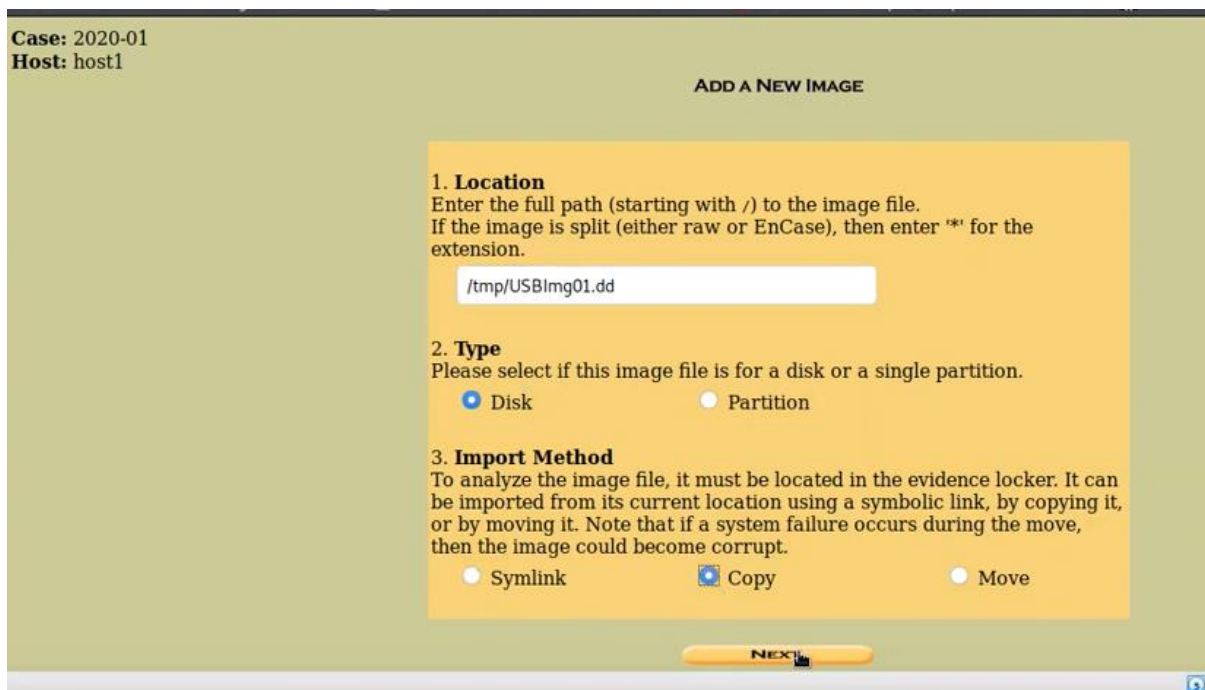 Case: 2020-01
Host: host1
ADD A NEW IMAGE
1. Location
Enter the full path (starting with /) to the image file.
If the image is split (either raw or EnCase), then enter '*' for the
extension.
/tmp/USBImg01.dd
2. Type
Please select if this image file is for a disk or a single partition.
Disk Partition
3. Import Method
To analyze the image file, it must be located in the evidence locker. It can
be imported from its current location using a symbolic link, by copying it,
or by moving it. Note that if a system failure occurs during the move,
then the image could become corrupt.
Symlink Copy Move
NEXT